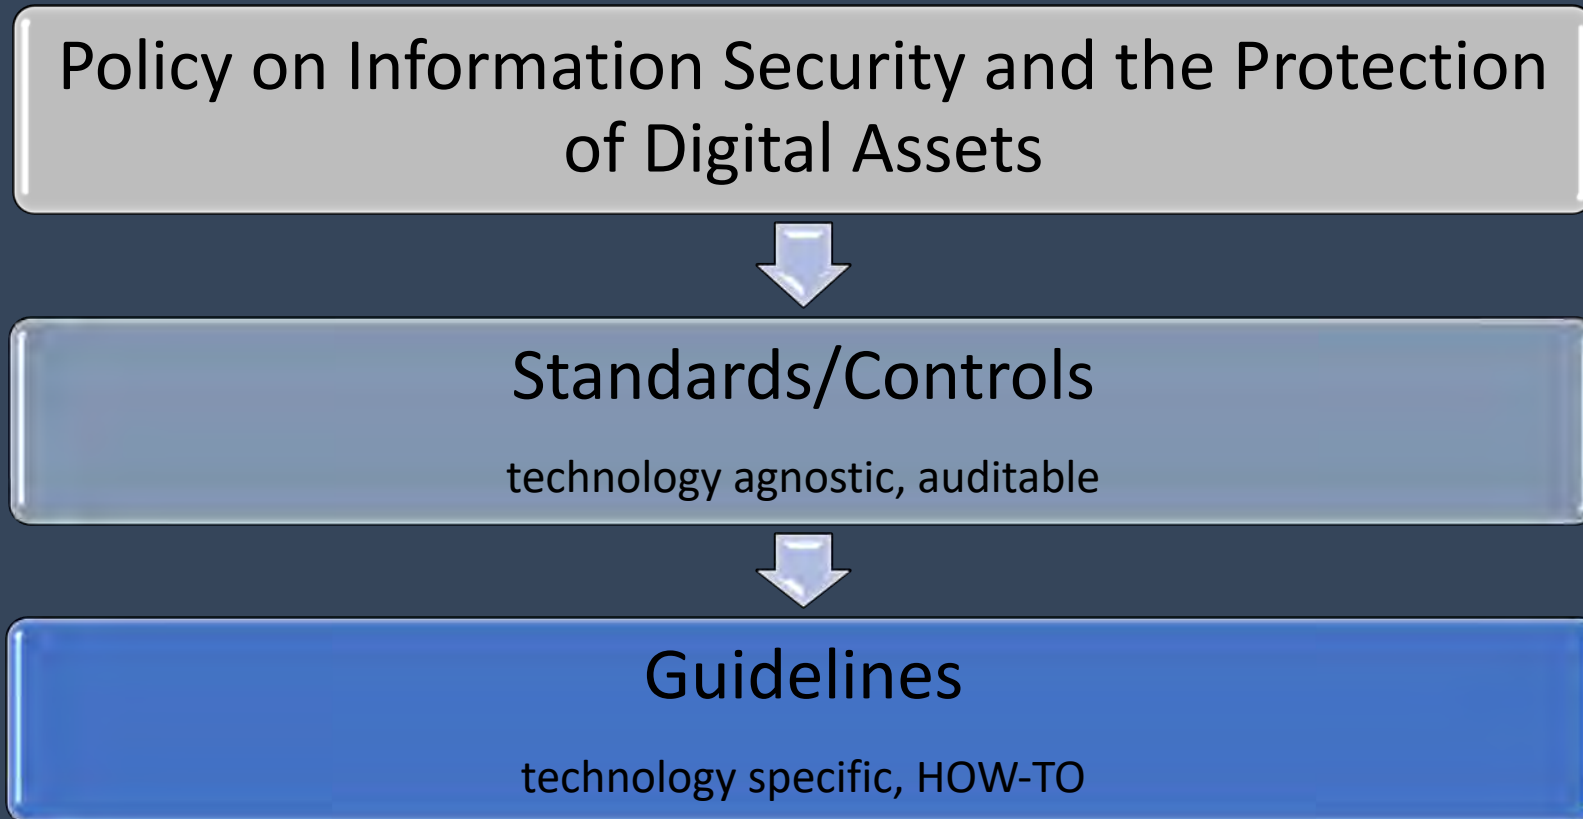 Policy on Information Security and the Protection
of Digital Assets
Standards/Controls
technology agnostic, auditable
Guidelines
technology specific, HOW-TO